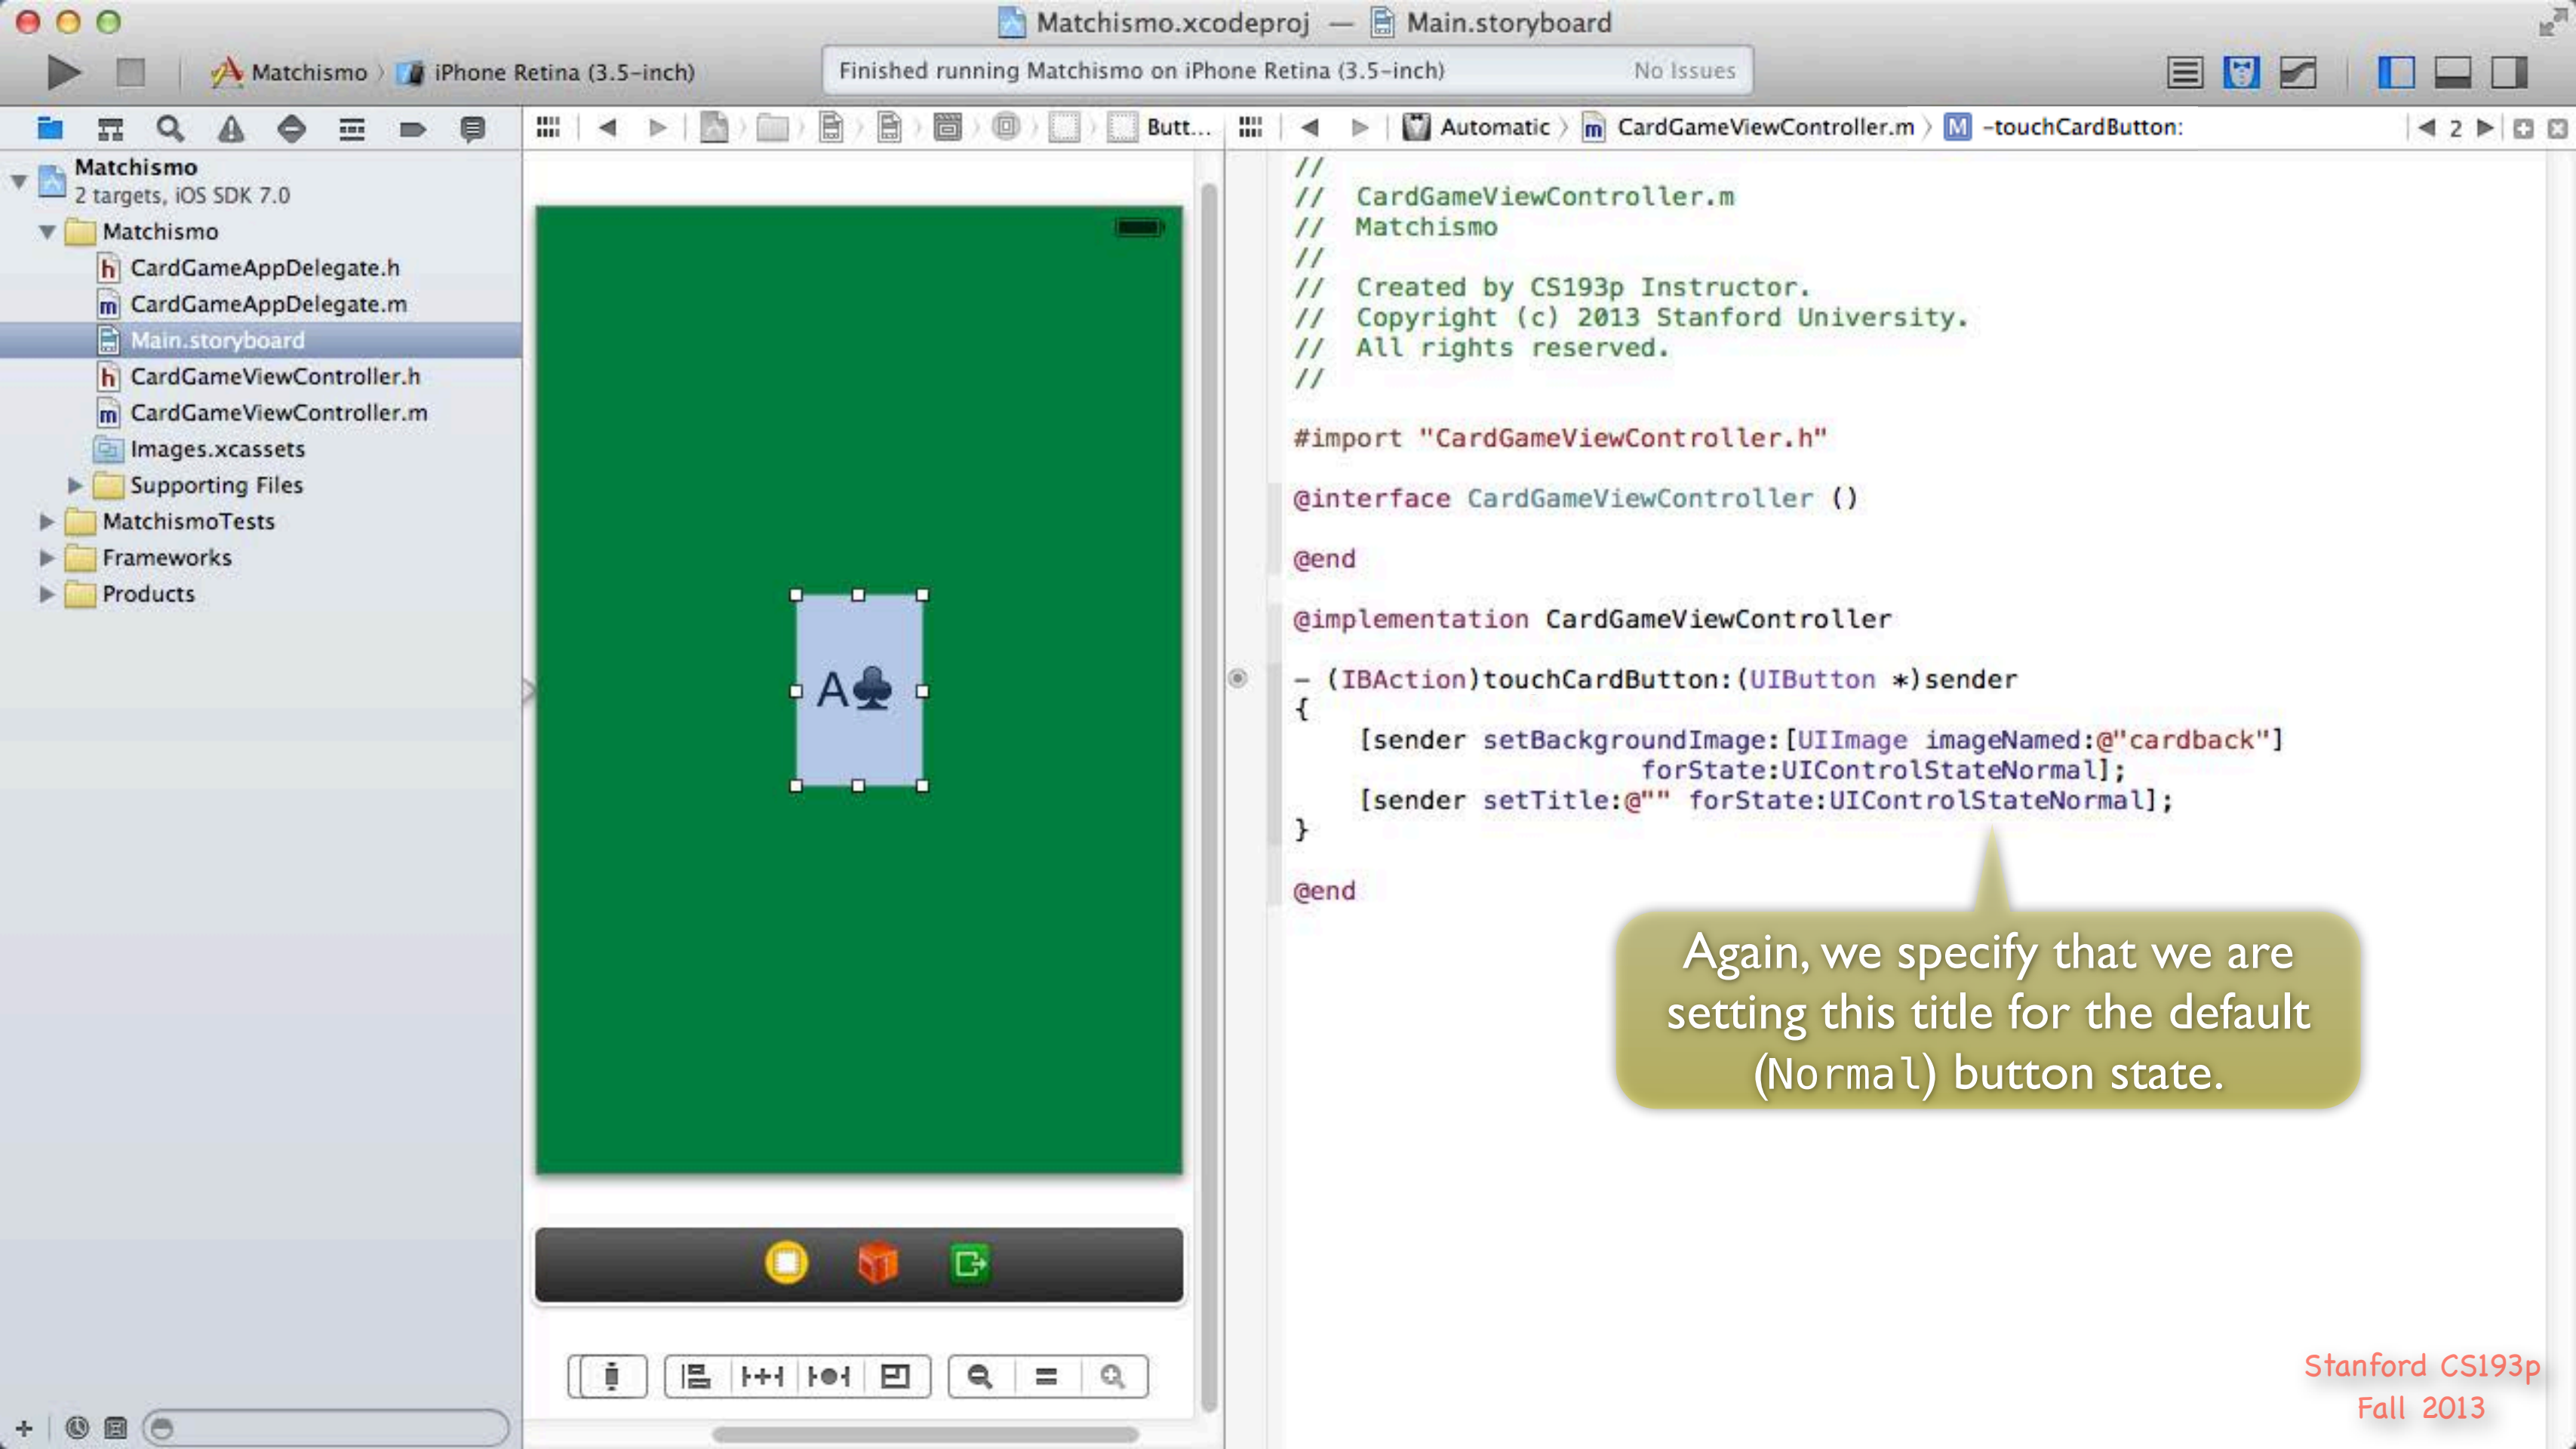 Matchismo.xcodeproj — Main.storyboard
Matchismo 〉 iPhone Retina (3.5-inch)
Finished running Matchismo on iPhone Retina (3.5-inch) No Issues
Butt...
Automatic 〉 m CardGameViewController.m 〉 M -touchCardButton: 2
Matchismo
2 targets, iOS SDK 7.0
Matchismo
h CardGameAppDelegate.h
m CardGameAppDelegate.m
Main.storyboard
h CardGameViewController.h
m CardGameViewController.m
Images.xcassets
Supporting Files
MatchismoTests
Frameworks
Products
A♣
//
// CardGameViewController.m
// Matchismo
//
// Created by CS193p Instructor.
// Copyright (c) 2013 Stanford University.
// All rights reserved.
//
#import "CardGameViewController.h"
@interface CardGameViewController ()
@end
@implementation CardGameViewController
- (IBAction)touchCardButton:(UIButton *)sender
{
[sender setBackgroundImage:[UIImage imageNamed:@"cardback"]
forState:UIControlStateNormal];
[sender setTitle:@"" forState:UIControlStateNormal];
}
@end
Again, we specify that we are
setting this title for the default
(Normal) button state.
Stanford CS193p
Fall 2013